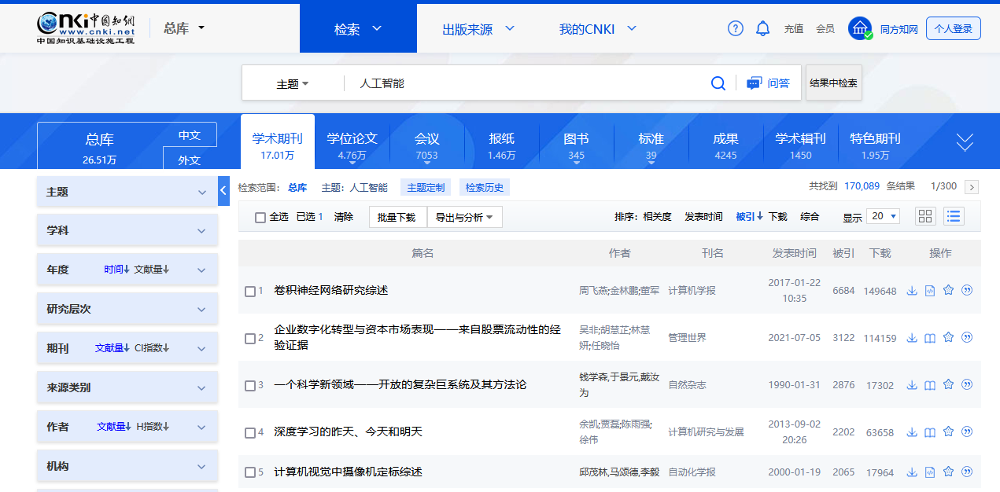 cnki中国知网
www.cnki.net
中国知识基础设施工程
总库
检索
出版来源
我的CNKI
充值
会员
同方知网
个人登录
主题
人工智能
问答
结果中检索
总库
26.51万
中文
外文
学术期刊
17.01万
学位论文
4.76万
会议
7053
报纸
1.46万
图书
345
标准
39
成果
4245
学术辑刊
1450
特色期刊
1.95万
检索范围：总库 主题：人工智能 主题定制 检索历史 共找到 170,089 条结果 1/300
全选 已选 1 清除 批量下载 导出与分析 排序：相关度 发表时间 被引↓ 下载 综合 显示 20
主题
学科
年度 时间↓ 文献量↓
研究层次
期刊 文献量↓ CI指数↓
来源类别
作者 文献量↓ H指数↓
机构
篇名 作者 刊名 发表时间 被引 下载 操作
1 卷积神经网络研究综述 周飞燕;金林鹏;董军 计算机学报 2017-01-22
10:35 6684 149648
2 企业数字化转型与资本市场表现——来自股票流动性的经
验证据 吴非;胡慧芷;林慧
妍;任晓怡 管理世界 2021-07-05 3122 114159
3 一个科学新领域——开放的复杂巨系统及其方法论 钱学森,于景元,戴汝
为 自然杂志 1990-01-31 2876 17302
4 深度学习的昨天、今天和明天 余凯;贾磊;陈雨强;
徐伟 计算机研究与发展 2013-09-02
20:26 2202 63658
5 计算机视觉中摄像机定标综述 邱茂林,马颂德,李毅 自动化学报 2000-01-19 2065 17964